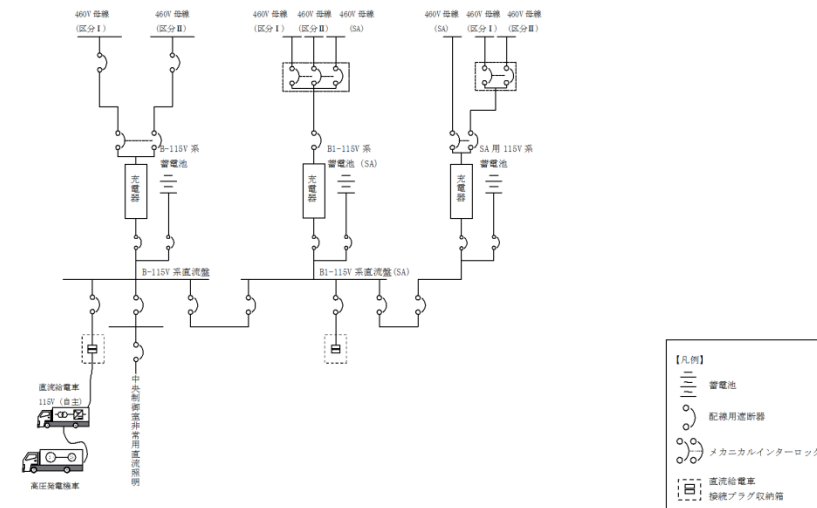 460V 母線 460V 母線 460V 母線 460V 母線 460V 母線 460V 母線 460V 母線 460V 母線
(区分Ⅰ) (区分Ⅱ) (区分Ⅰ) (区分Ⅱ) (SA) (SA) (区分Ⅰ) (区分Ⅱ)
B-115V 系
蓄電池
B1-115V 系
蓄電池 (SA)
SA 用 115V 系
蓄電池
充電器
充電器
充電器
B-115V 系直流盤
B1-115V 系直流盤(SA)
直流給電車
115V (自主)
高圧発電機車
中央制御室非常用直流照明
【凡例】
蓄電池
配線用遮断器
メカニカルインターロック
直流給電車
接続プラグ収納箱